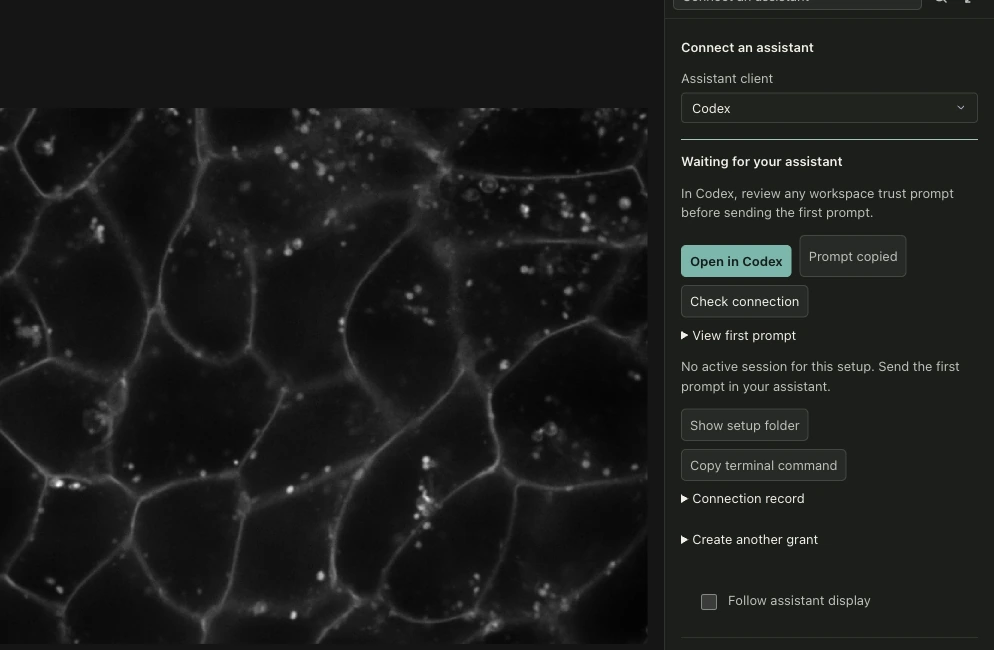 Connect an assistant
Connect an assistant
Assistant client
Codex
Waiting for your assistant
In Codex, review any workspace trust prompt
before sending the first prompt.
Open in Codex
Prompt copied
Check connection
View first prompt
No active session for this setup. Send the first
prompt in your assistant.
Show setup folder
Copy terminal command
Connection record
Create another grant
Follow assistant display